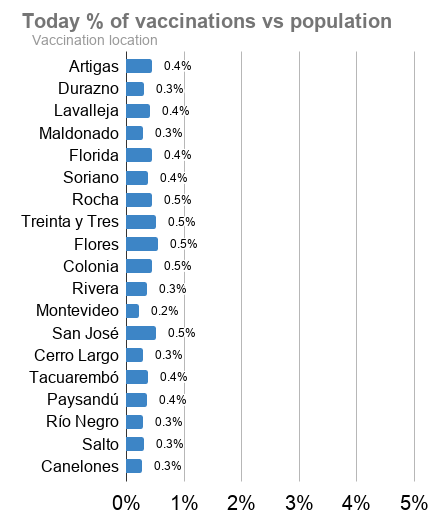 Today % of vaccinations vs population
Vaccination location
Artigas 0.4%
Durazno 0.3%
Lavalleja 0.4%
Maldonado 0.3%
Florida 0.4%
Soriano 0.4%
Rocha 0.5%
Treinta y Tres 0.5%
Flores 0.5%
Colonia 0.5%
Rivera 0.3%
Montevideo 0.2%
San José 0.5%
Cerro Largo 0.3%
Tacuarembó 0.4%
Paysandú 0.4%
Río Negro 0.3%
Salto 0.3%
Canelones 0.3%
0% 1% 2% 3% 4% 5%